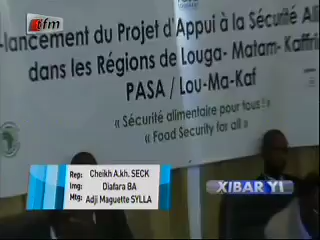 tfm
-lancement du Projet d'Appui à la Sécurité Al
dans les Régions de Louga- Matam- Kaffri
PASA / Lou-Ma-Kaf
« Sécurité alimentaire pour tous ! »
« Food Security for all »
Rep: Cheikh A.kh. SECK
Img: Diafara BA
Mtg: Adji Maguette SYLLA
XIBAR YI